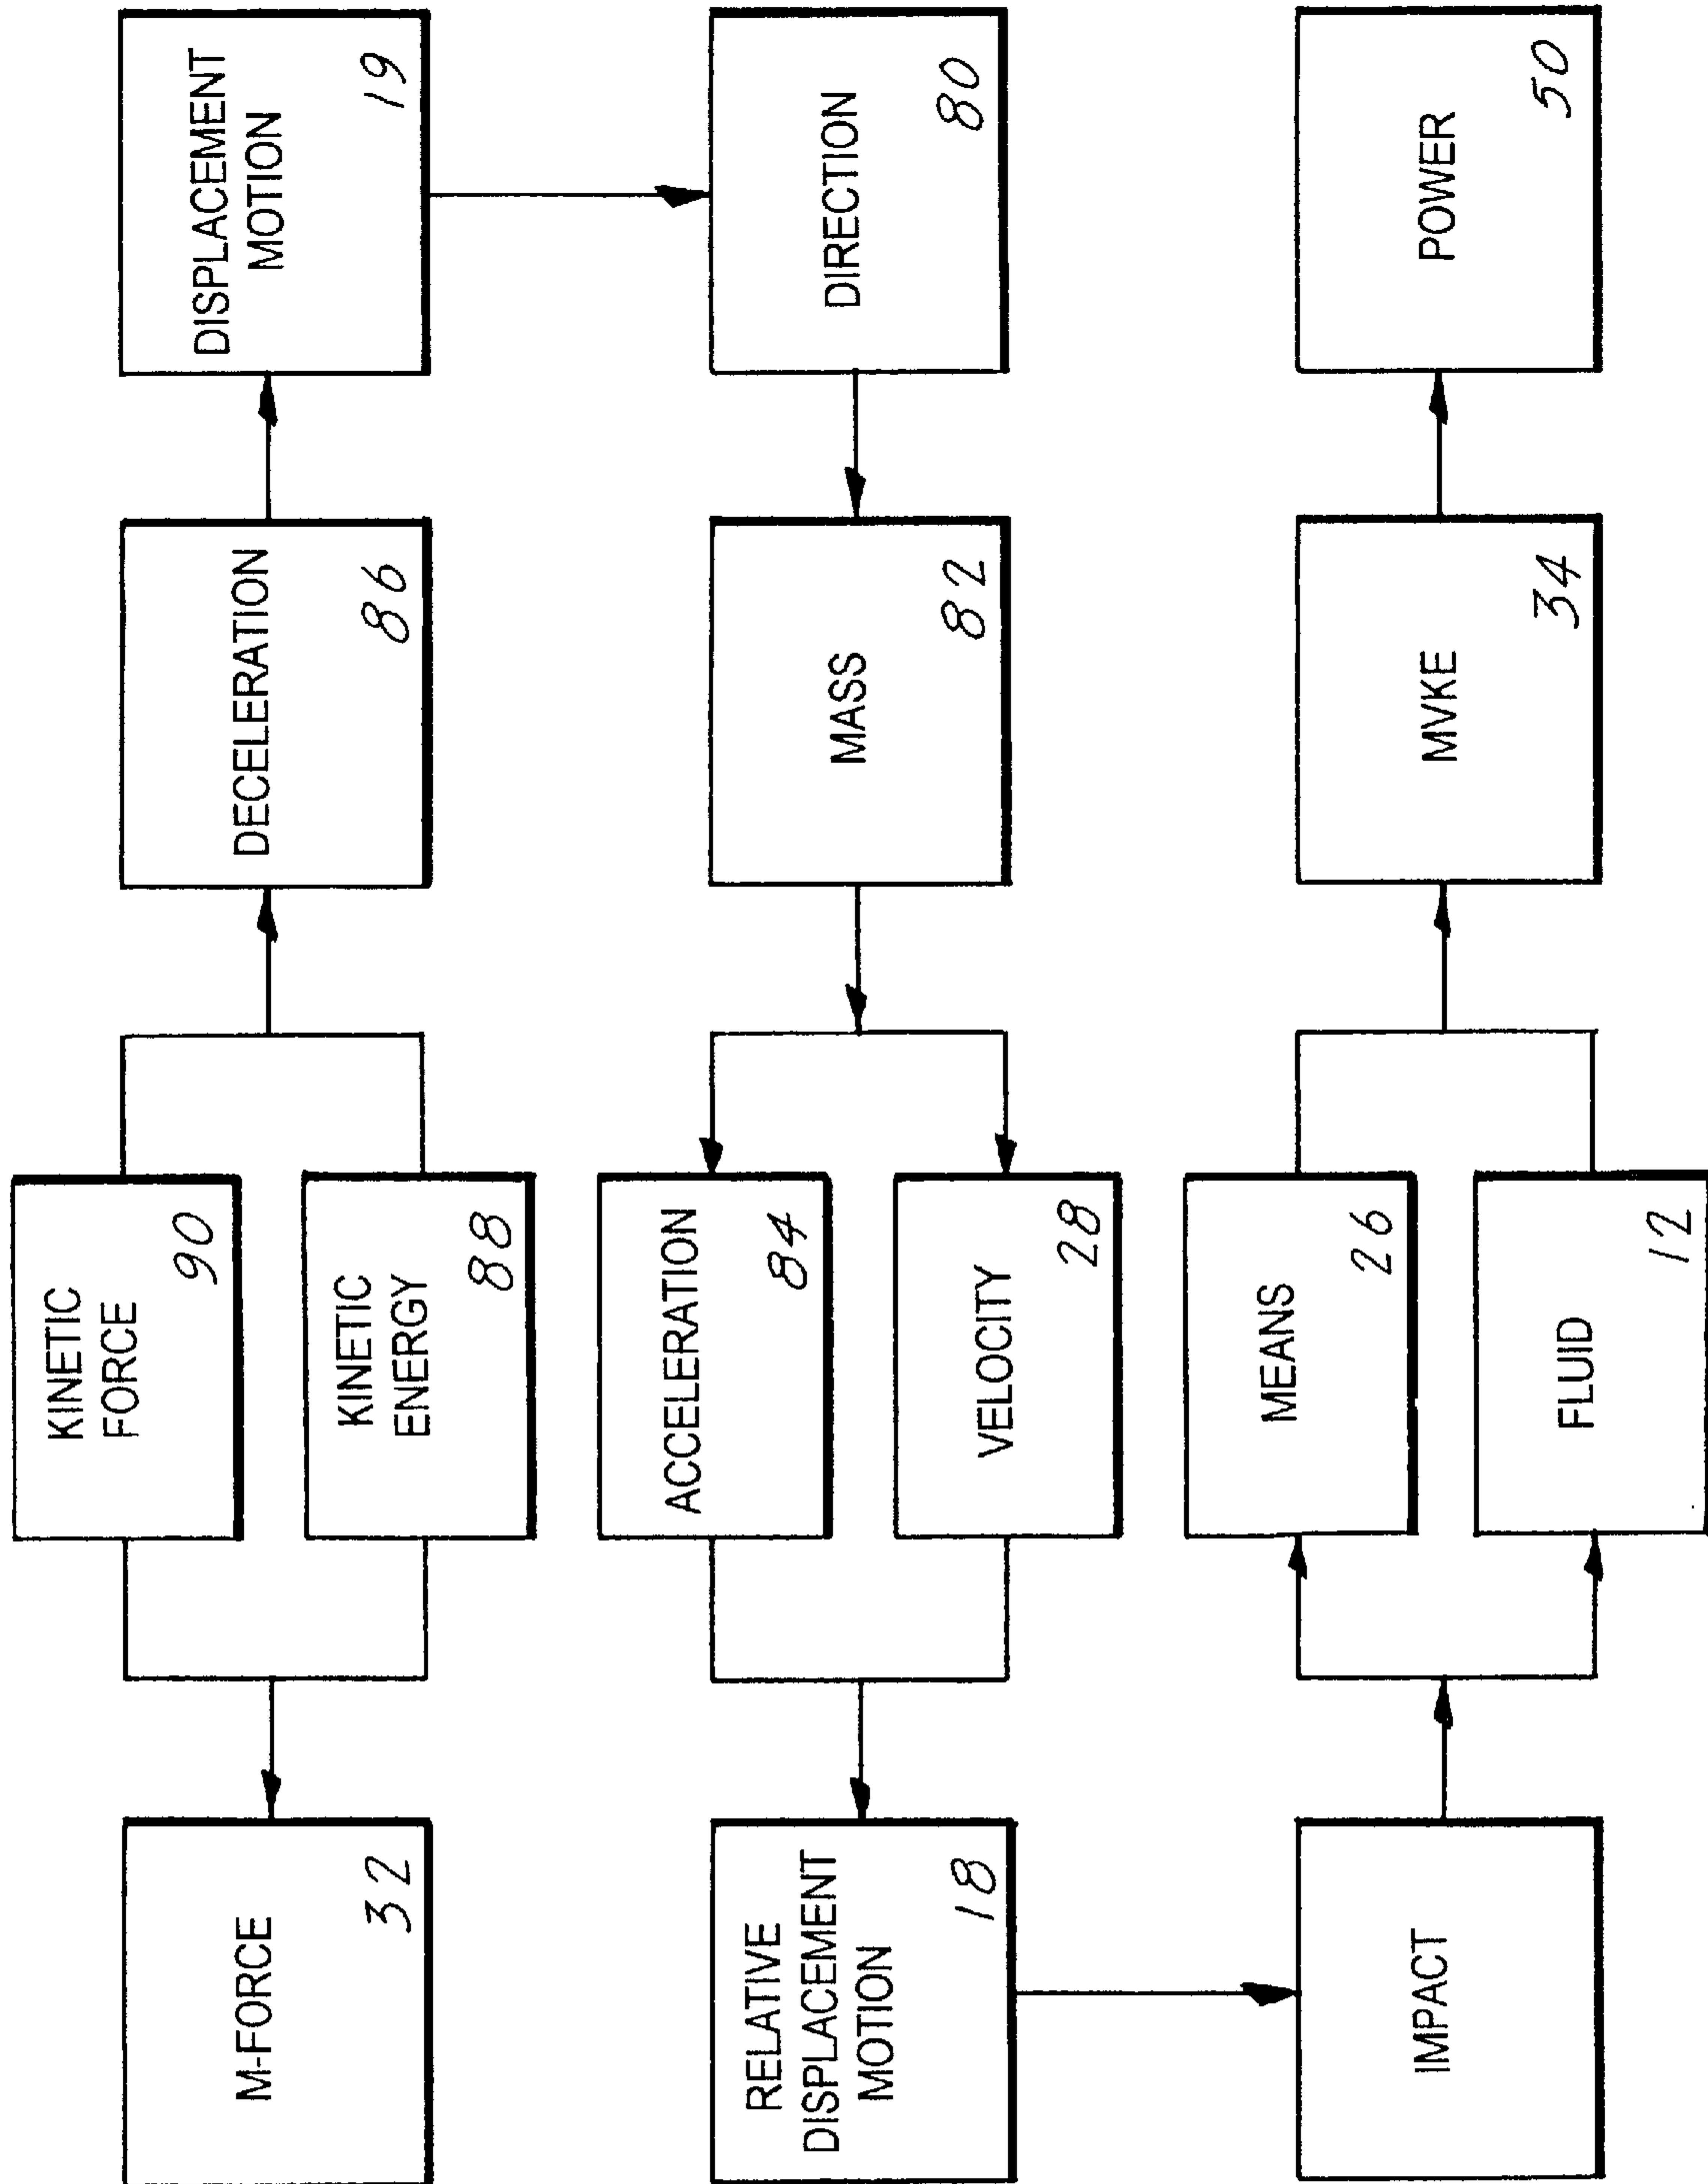 M-FORCE
32
KINETIC
FORCE
90
KINETIC
ENERGY
88
DECELERATION
86
DISPLACEMENT
MOTION
19
RELATIVE
DISPLACEMENT
MOTION
18
ACCELERATION
84
VELOCITY
28
MASS
82
DIRECTION
80
IMPACT
MEANS
26
FLUID
12
MVKE
34
POWER
50